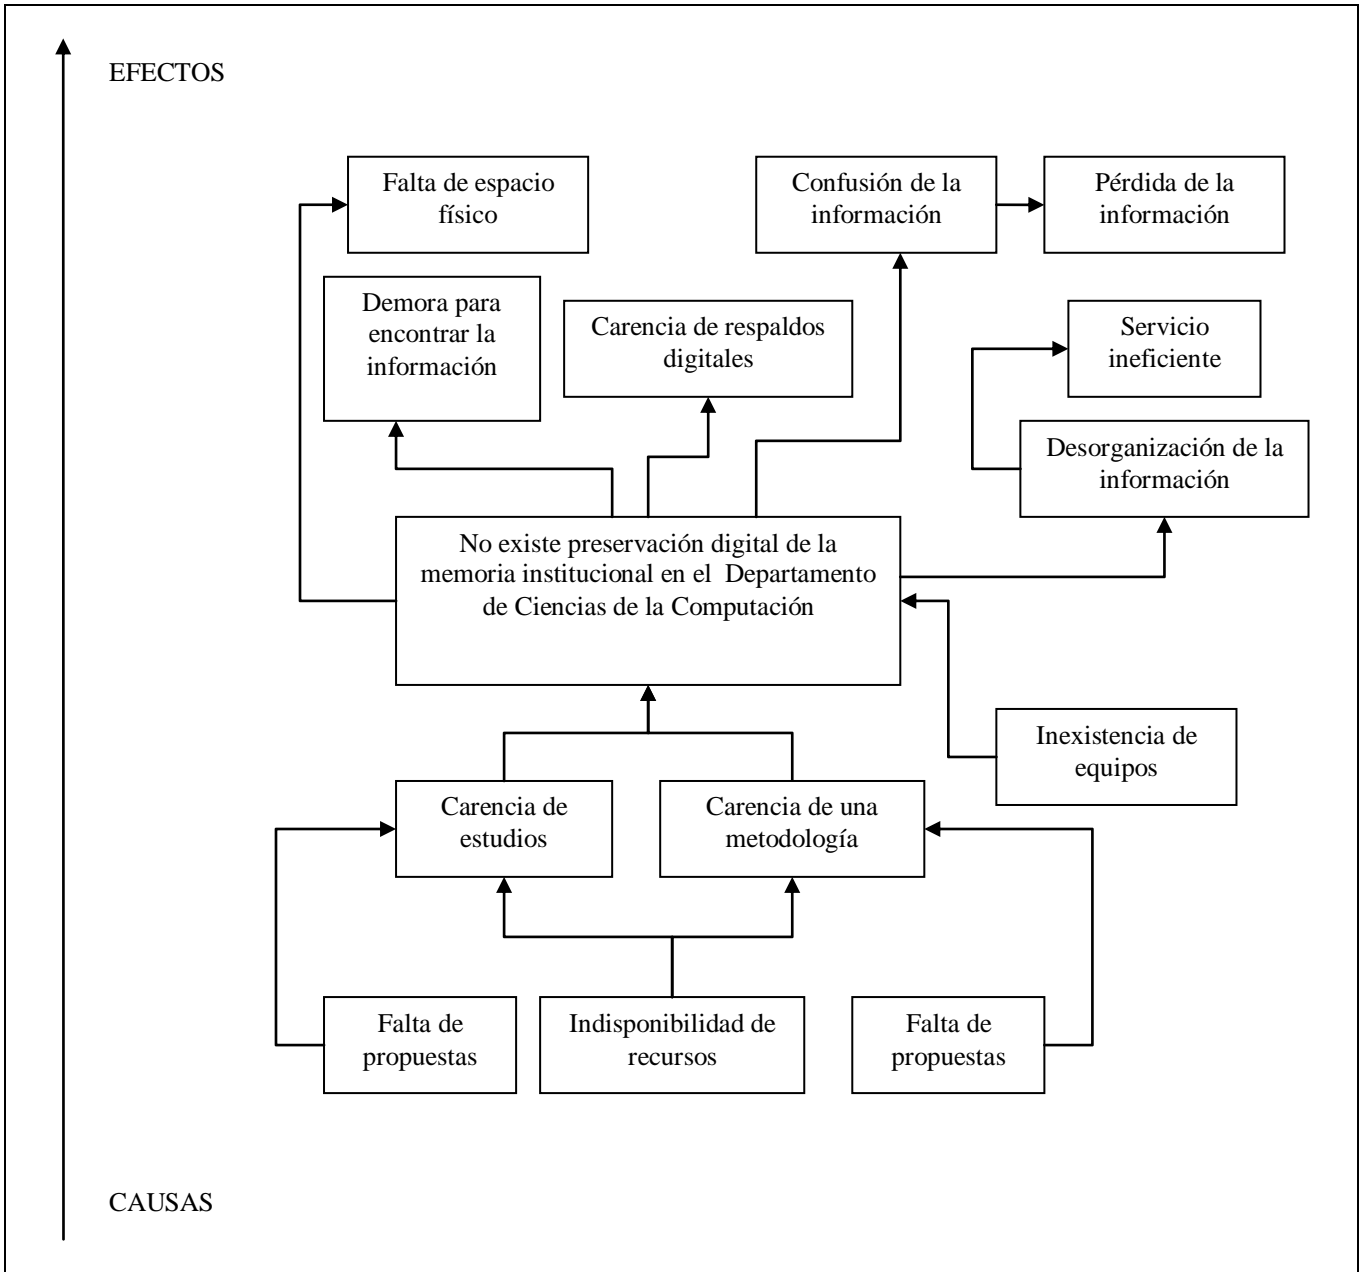 EFECTOS
Falta de espacio
físico
Confusión de la
información
Pérdida de la
información
Demora para
encontrar la
información
Carencia de respaldos
digitales
Servicio
ineficiente
Desorganización de la
información
No existe preservación digital de la
memoria institucional en el  Departamento
de Ciencias de la Computación
Inexistencia de
equipos
Carencia de
estudios
Carencia de una
metodología
Falta de
propuestas
Indisponibilidad de
recursos
Falta de
propuestas
CAUSAS